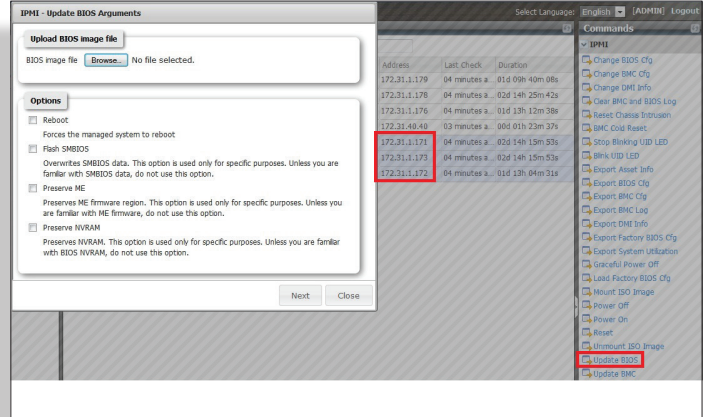 IPMI - Update BIOS Arguments
Upload BIOS image file
BIOS image file Browse... No file selected.
Options
Reboot
Forces the managed system to reboot
Flash SMBIOS
Overwrites SMBIOS data. This option is used only for specific purposes. Unless you are
familar with SMBIOS data, do not use this option.
Preserve ME
Preserves ME firmware region. This option is used only for specific purposes. Unless you
are familiar with ME firmware, do not use this option.
Preserve NVRAM
Preserves NVRAM. This option is used only for specific purposes. Unless you are familar
with BIOS NVRAM, do not use this option.
Next Close
Select Language: English [ADMIN] Logout
Address Last Check Duration
172.31.1.179 04 minutes a... 01d 09h 40m 08s
172.31.1.178 04 minutes a... 02d 14h 25m 42s
172.31.1.176 04 minutes a... 01d 13h 12m 38s
172.31.40.40 03 minutes a... 00d 01h 23m 37s
172.31.1.171 04 minutes a... 02d 14h 15m 53s
172.31.1.173 04 minutes a... 02d 14h 15m 53s
172.31.1.172 04 minutes a... 01d 13h 04m 31s
Commands
IPMI
Change BIOS Cfg
Change BMC Cfg
Change DMI Info
Clear BMC and BIOS Log
Reset Chassis Intrusion
BMC Cold Reset
Stop Blinking UID LED
Blink UID LED
Export Asset Info
Export BIOS Cfg
Export BMC Cfg
Export BMC Log
Export DMI Info
Export Factory BIOS Cfg
Export System Utilization
Graceful Power Off
Load Factory BIOS Cfg
Mount ISO Image
Power Off
Power On
Reset
Unmount ISO Image
Update BIOS
Update BMC